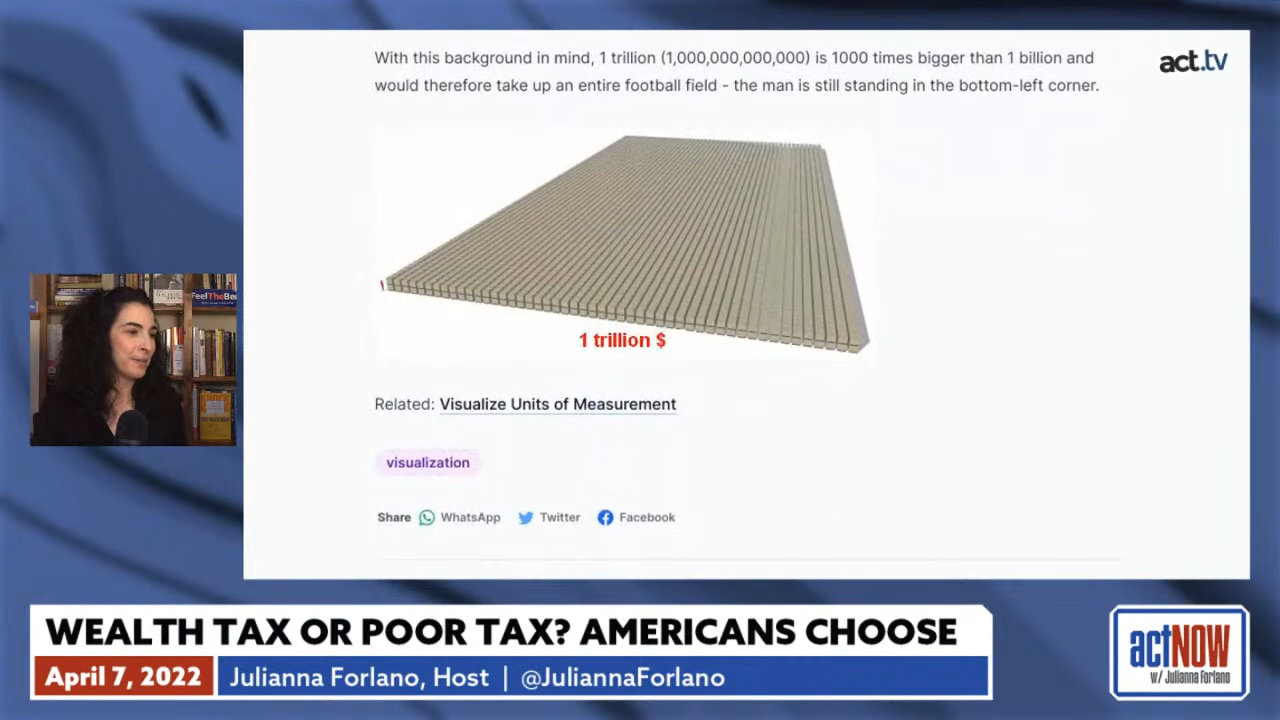 With this background in mind, 1 trillion (1,000,000,000,000) is 1000 times bigger than 1 billion and
would therefore take up an entire football field - the man is still standing in the bottom-left corner.
act.tv
1 trillion $
FeelTheBer
Related: Visualize Units of Measurement
visualization
Share WhatsApp Twitter Facebook
WEALTH TAX OR POOR TAX? AMERICANS CHOOSE
April 7, 2022 Julianna Forlano, Host | @JuliannaForlano
actNOW
w/ Julianna Forlano